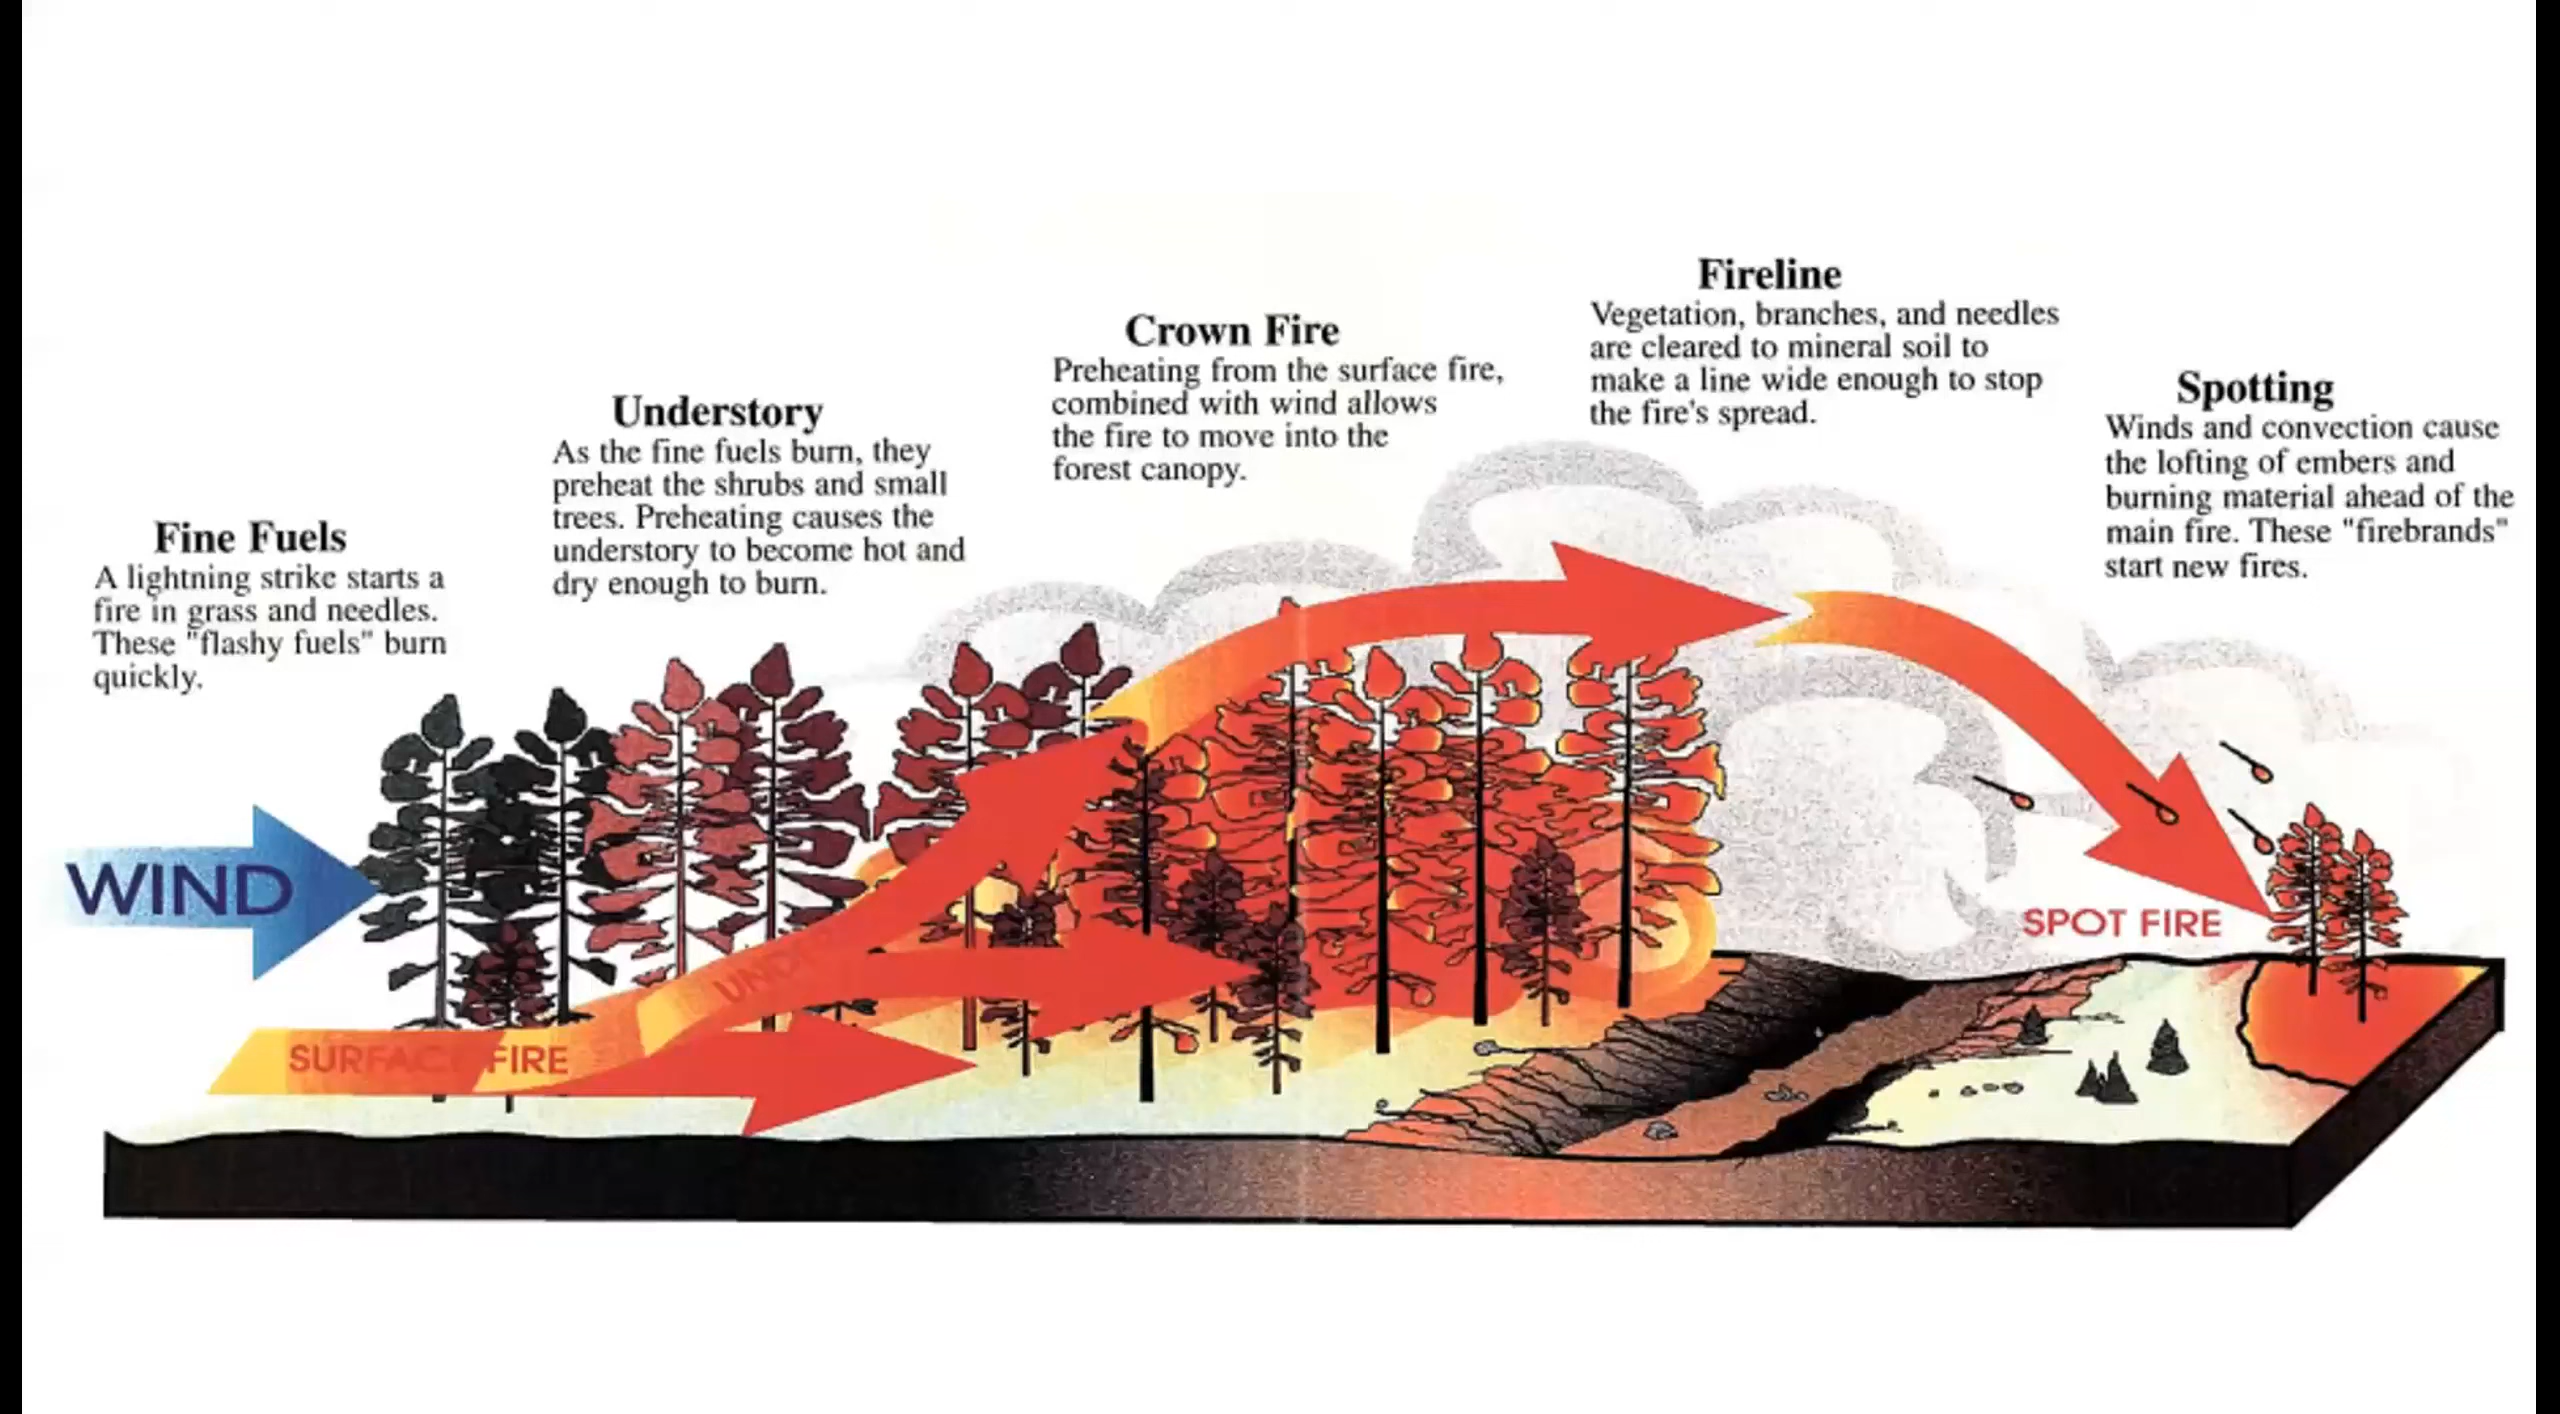 Fine Fuels
A lightning strike starts a
fire in grass and needles.
These "flashy fuels" burn
quickly.
Understory
As the fine fuels burn, they
preheat the shrubs and small
trees. Preheating causes the
understory to become hot and
dry enough to burn.
Crown Fire
Preheating from the surface fire,
combined with wind allows
the fire to move into the
forest canopy.
Fireline
Vegetation, branches, and needles
are cleared to mineral soil to
make a line wide enough to stop
the fire's spread.
Spotting
Winds and convection cause
the lofting of embers and
burning material ahead of the
main fire. These "firebrands"
start new fires.
WIND
SURFACE FIRE
SPOT FIRE